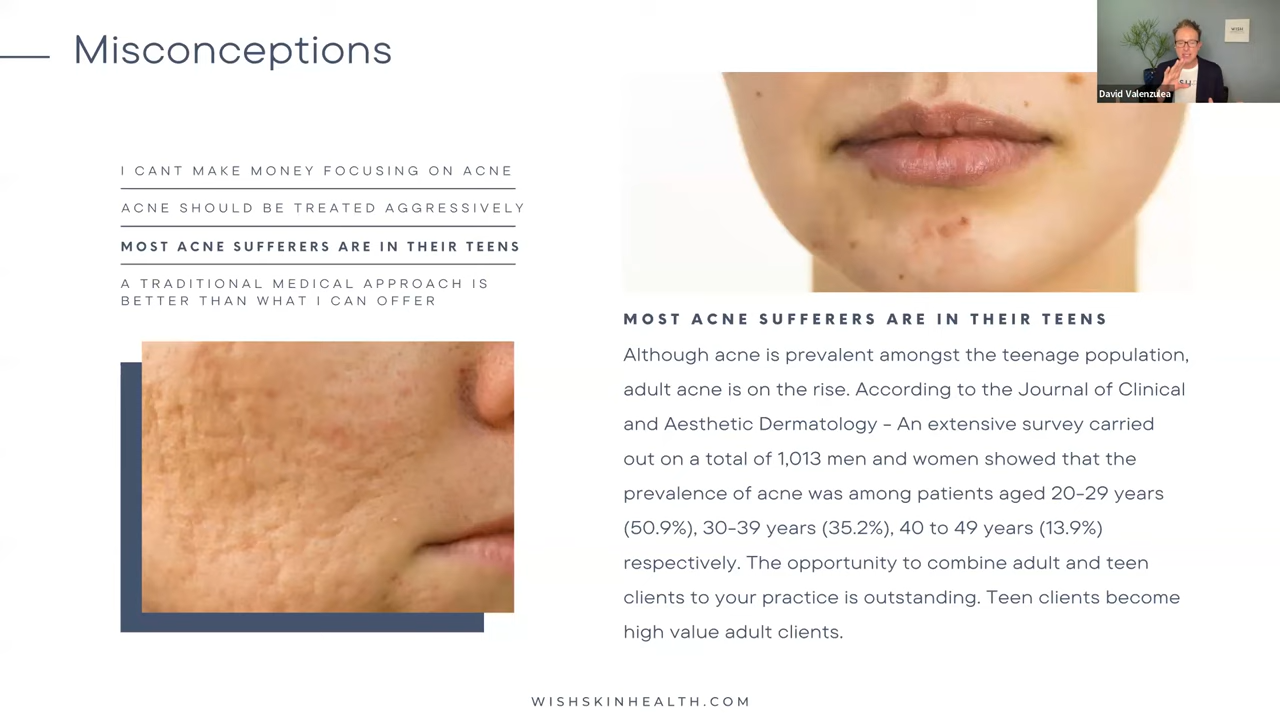 Misconceptions
David Valenzulea
I CANT MAKE MONEY FOCUSING ON ACNE
ACNE SHOULD BE TREATED AGGRESSIVELY
MOST ACNE SUFFERERS ARE IN THEIR TEENS
A TRADITIONAL MEDICAL APPROACH IS
BETTER THAN WHAT I CAN OFFER
MOST ACNE SUFFERERS ARE IN THEIR TEENS
Although acne is prevalent amongst the teenage population,
adult acne is on the rise. According to the Journal of Clinical
and Aesthetic Dermatology – An extensive survey carried
out on a total of 1,013 men and women showed that the
prevalence of acne was among patients aged 20–29 years
(50.9%), 30–39 years (35.2%), 40 to 49 years (13.9%)
respectively. The opportunity to combine adult and teen
clients to your practice is outstanding. Teen clients become
high value adult clients.
WISHSKINHEALTH.COM